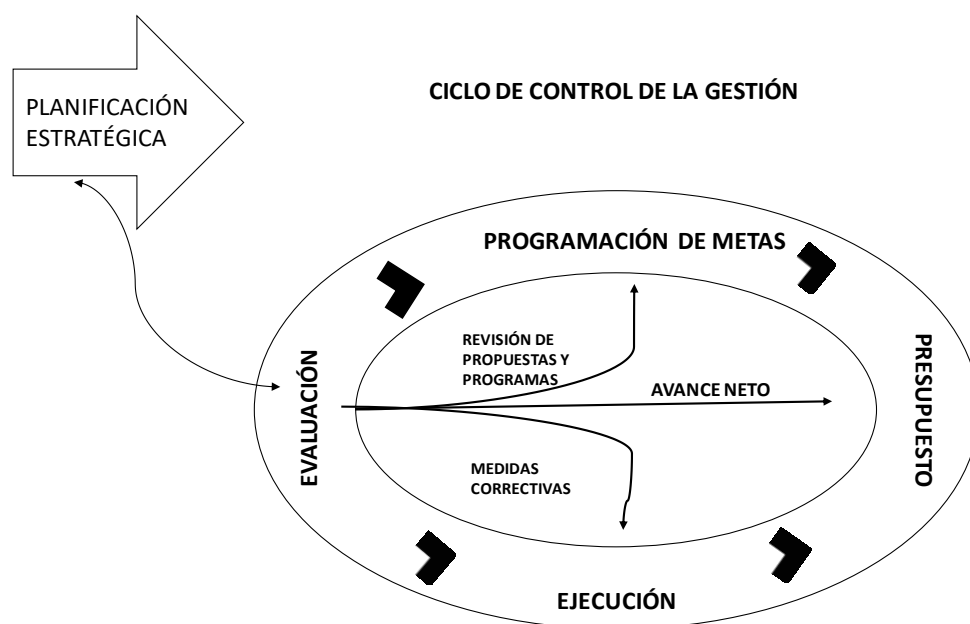 PLANIFICACIÓN
ESTRATÉGICA
CICLO DE CONTROL DE LA GESTIÓN
PROGRAMACIÓN DE METAS
REVISIÓN DE
PROPUESTAS Y
PROGRAMAS
AVANCE NETO
EVALUACIÓN
PRESUPUESTO
MEDIDAS
CORRECTIVAS
EJECUCIÓN